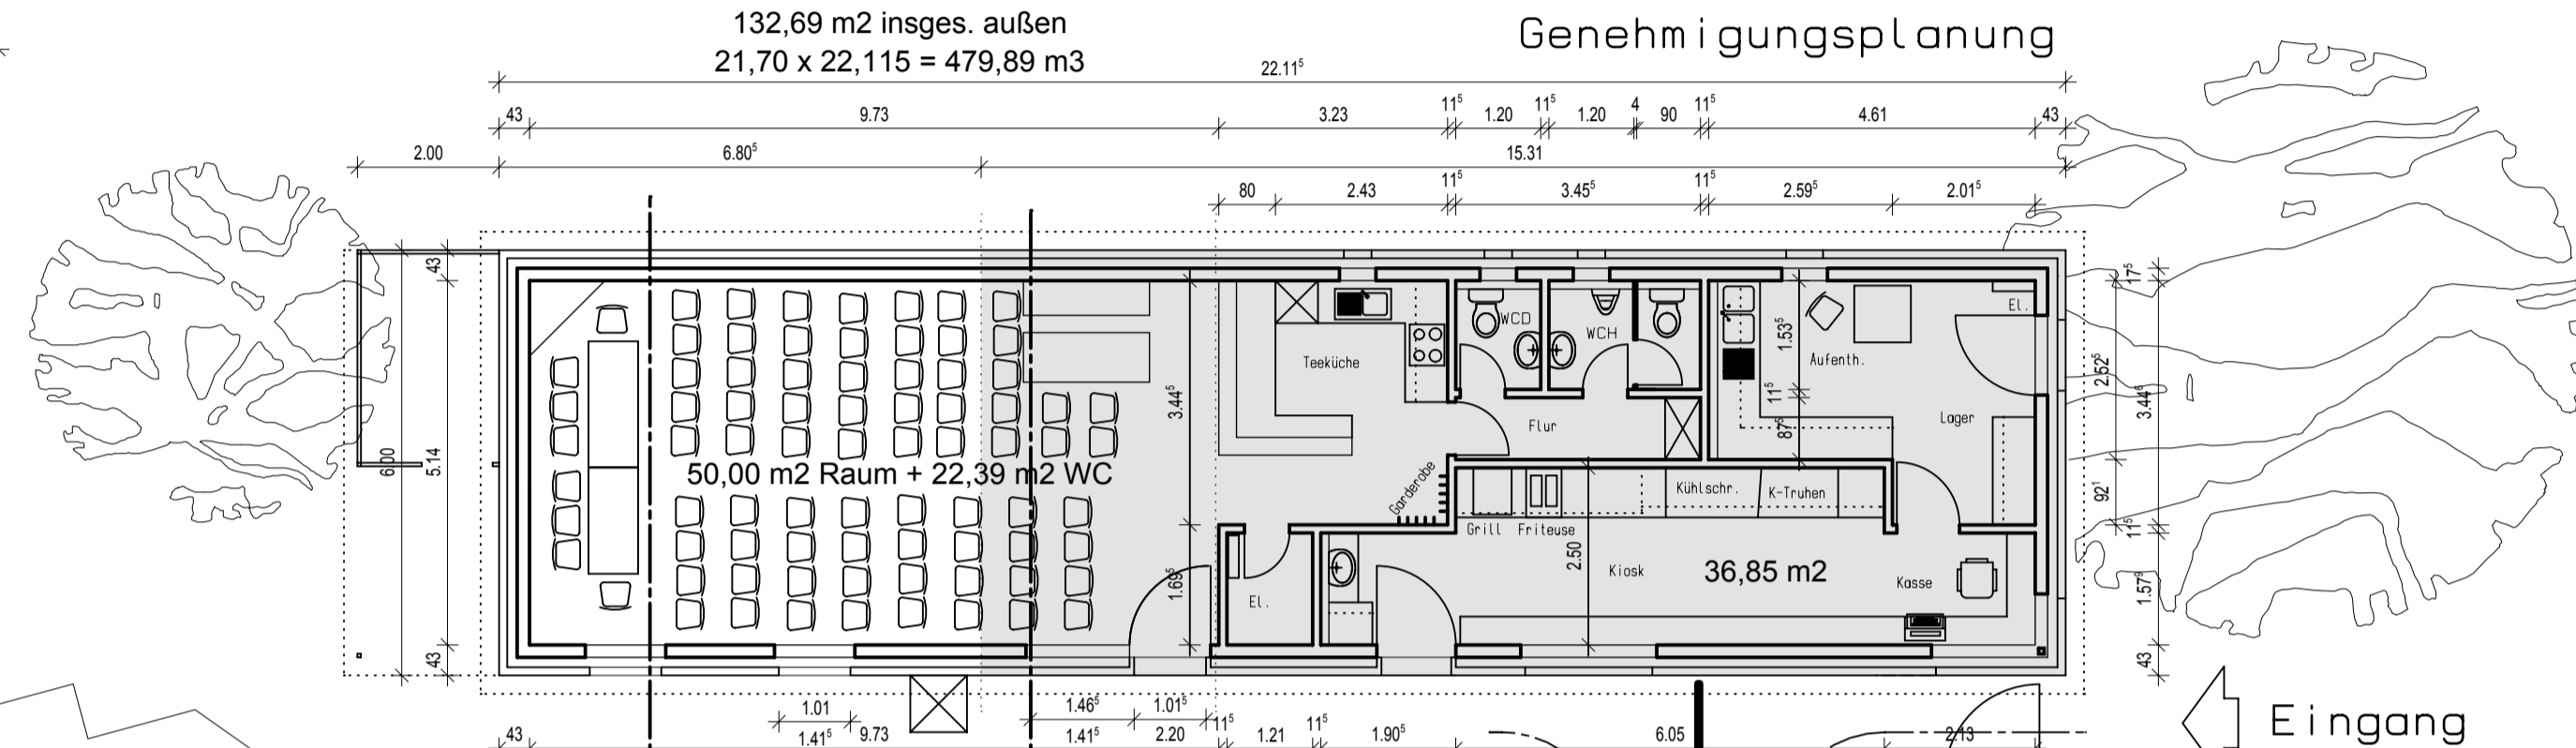 132,69 m2 insges. außen
21,70 x 22,115 = 479,89 m3
Genehmigungsplanung
22.11⁵
43 9.73 3.23 11⁵ 1.20 11⁵ 1.20 4 90 11⁵ 4.61 43
2.00 6.80⁵ 15.31
80 2.43 11⁵ 3.45⁵ 11⁵ 2.59⁵ 2.01⁵
43
17⁵
El.
WCD
WCH
1.53⁵
Aufenth.
Teeküche
2.52⁵
3.44⁵
11⁵
3.44⁶
Lager
87⁵
Flur
6.00
5.14
50,00 m2 Raum + 22,39 m2 WC
Garderobe
Kühlschr.
K-Truhen
92¹
Grill Friteuse
11⁵
2.50
Kiosk
36,85 m2
Kasse
1.69⁵
El.
1.57⁹
43
43
1.01
1.46⁵ 1.01⁵
43 1.41⁵ 9.73 1.41⁵ 2.20 11⁵ 1.21 11⁵ 1.90⁵ 6.05 2.13
Eingang